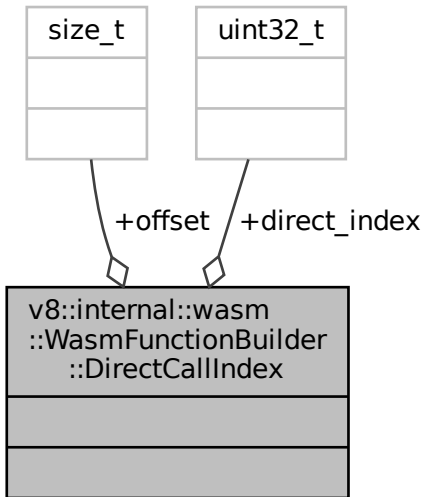 size_t
uint32_t
+offset
+direct_index
v8::internal::wasm
::WasmFunctionBuilder
::DirectCallIndex